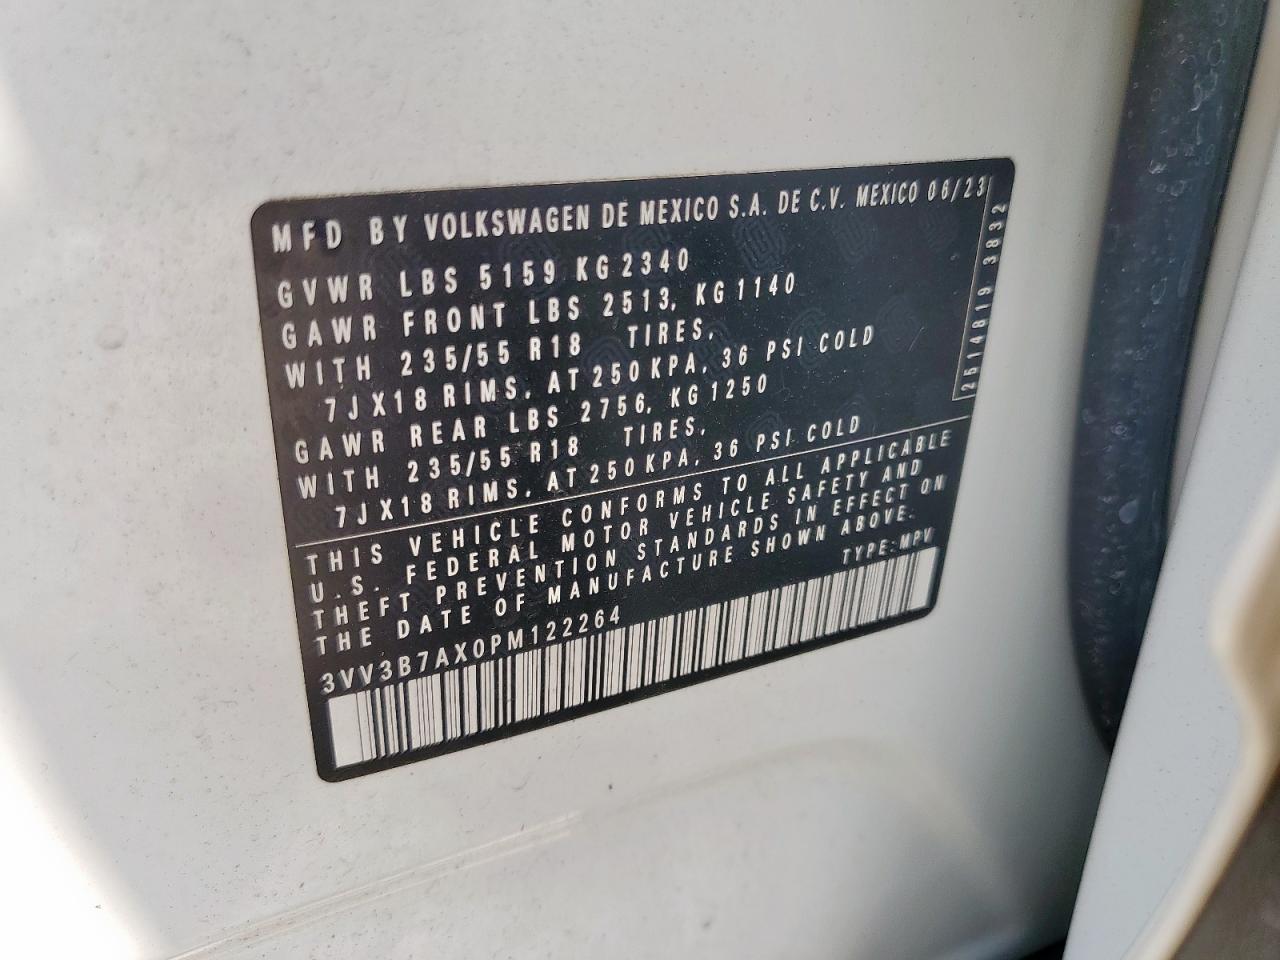 MFD BY VOLKSWAGEN DE MEXICO S.A. DE C.V. MEXICO 06/23
GVWR LBS 5159 KG 2340
GAWR FRONT LBS 2513, KG 1140
WITH 235/55 R18 TIRES,
7JX18 RIMS, AT 250 KPA, 36 PSI COLD
GAWR REAR LBS 2756, KG 1250
WITH 235/55 R18 TIRES,
7JX18 RIMS, AT 250 KPA, 36 PSI COLD
THIS VEHICLE CONFORMS TO ALL APPLICABLE
U.S. FEDERAL MOTOR VEHICLE SAFETY AND
THEFT PREVENTION STANDARDS IN EFFECT ON
THE DATE OF MANUFACTURE SHOWN ABOVE.
TYPE: MPV
3VV3B7AX0PM122264
2514819 3832